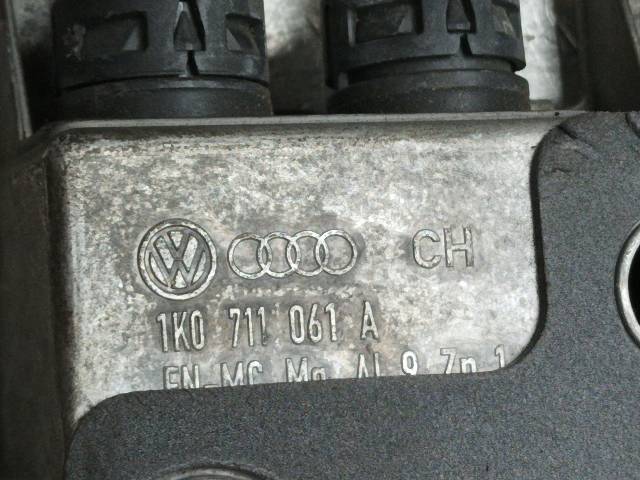 CH
1K0 711 061 A
EN-MC Mg Al 9 Zn 1